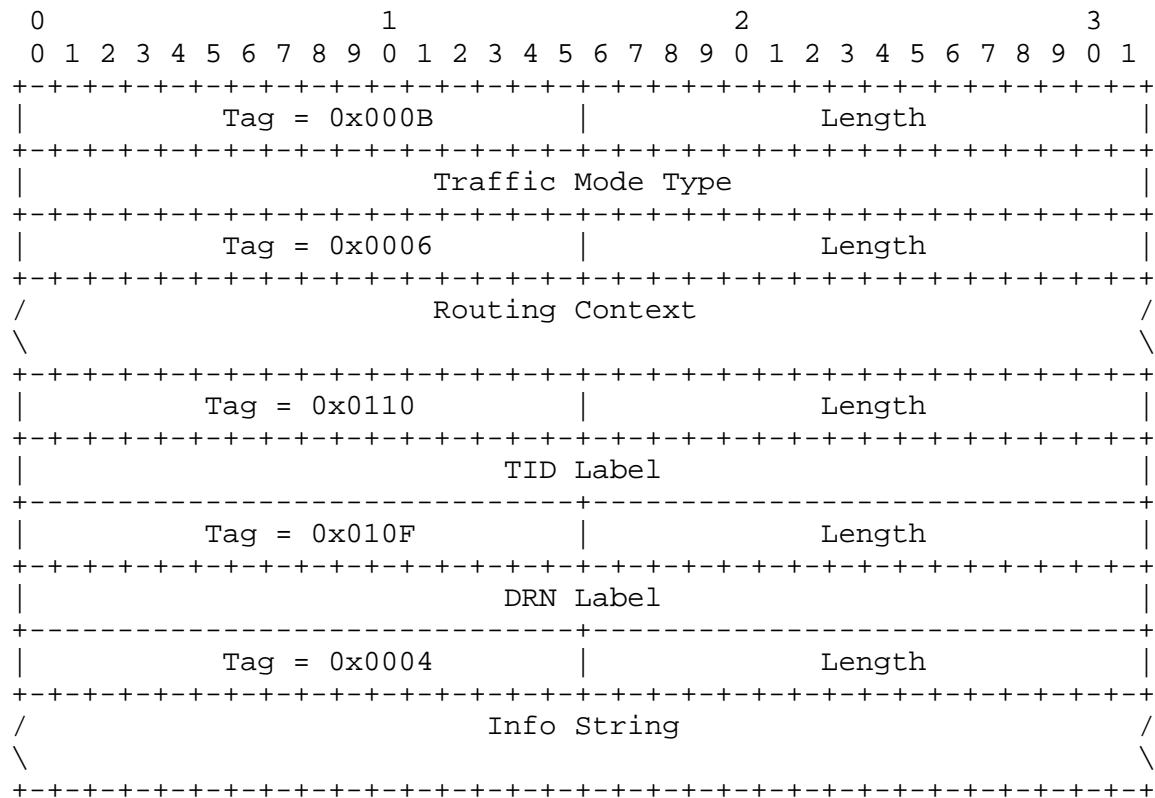 0                   1                   2                   3
 0 1 2 3 4 5 6 7 8 9 0 1 2 3 4 5 6 7 8 9 0 1 2 3 4 5 6 7 8 9 0 1
+-+-+-+-+-+-+-+-+-+-+-+-+-+-+-+-+-+-+-+-+-+-+-+-+-+-+-+-+-+-+-+-+
|           Tag = 0x000B        |             Length            |
+-+-+-+-+-+-+-+-+-+-+-+-+-+-+-+-+-+-+-+-+-+-+-+-+-+-+-+-+-+-+-+-+
|                       Traffic Mode Type                       |
+-+-+-+-+-+-+-+-+-+-+-+-+-+-+-+-+-+-+-+-+-+-+-+-+-+-+-+-+-+-+-+-+
|           Tag = 0x0006        |             Length            |
+-+-+-+-+-+-+-+-+-+-+-+-+-+-+-+-+-+-+-+-+-+-+-+-+-+-+-+-+-+-+-+-+
/                       Routing Context                         /
\                                                               \
+-+-+-+-+-+-+-+-+-+-+-+-+-+-+-+-+-+-+-+-+-+-+-+-+-+-+-+-+-+-+-+-+
|          Tag = 0x0110         |             Length            |
+-+-+-+-+-+-+-+-+-+-+-+-+-+-+-+-+-+-+-+-+-+-+-+-+-+-+-+-+-+-+-+-+
|                           TID Label                           |
+-------------------------------+-------------------------------+
|          Tag = 0x010F         |             Length            |
+-+-+-+-+-+-+-+-+-+-+-+-+-+-+-+-+-+-+-+-+-+-+-+-+-+-+-+-+-+-+-+-+
|                           DRN Label                           |
+-------------------------------+-------------------------------+
|           Tag = 0x0004        |             Length            |
+-+-+-+-+-+-+-+-+-+-+-+-+-+-+-+-+-+-+-+-+-+-+-+-+-+-+-+-+-+-+-+-+
/                          Info String                          /
\                                                               \
+-+-+-+-+-+-+-+-+-+-+-+-+-+-+-+-+-+-+-+-+-+-+-+-+-+-+-+-+-+-+-+-+